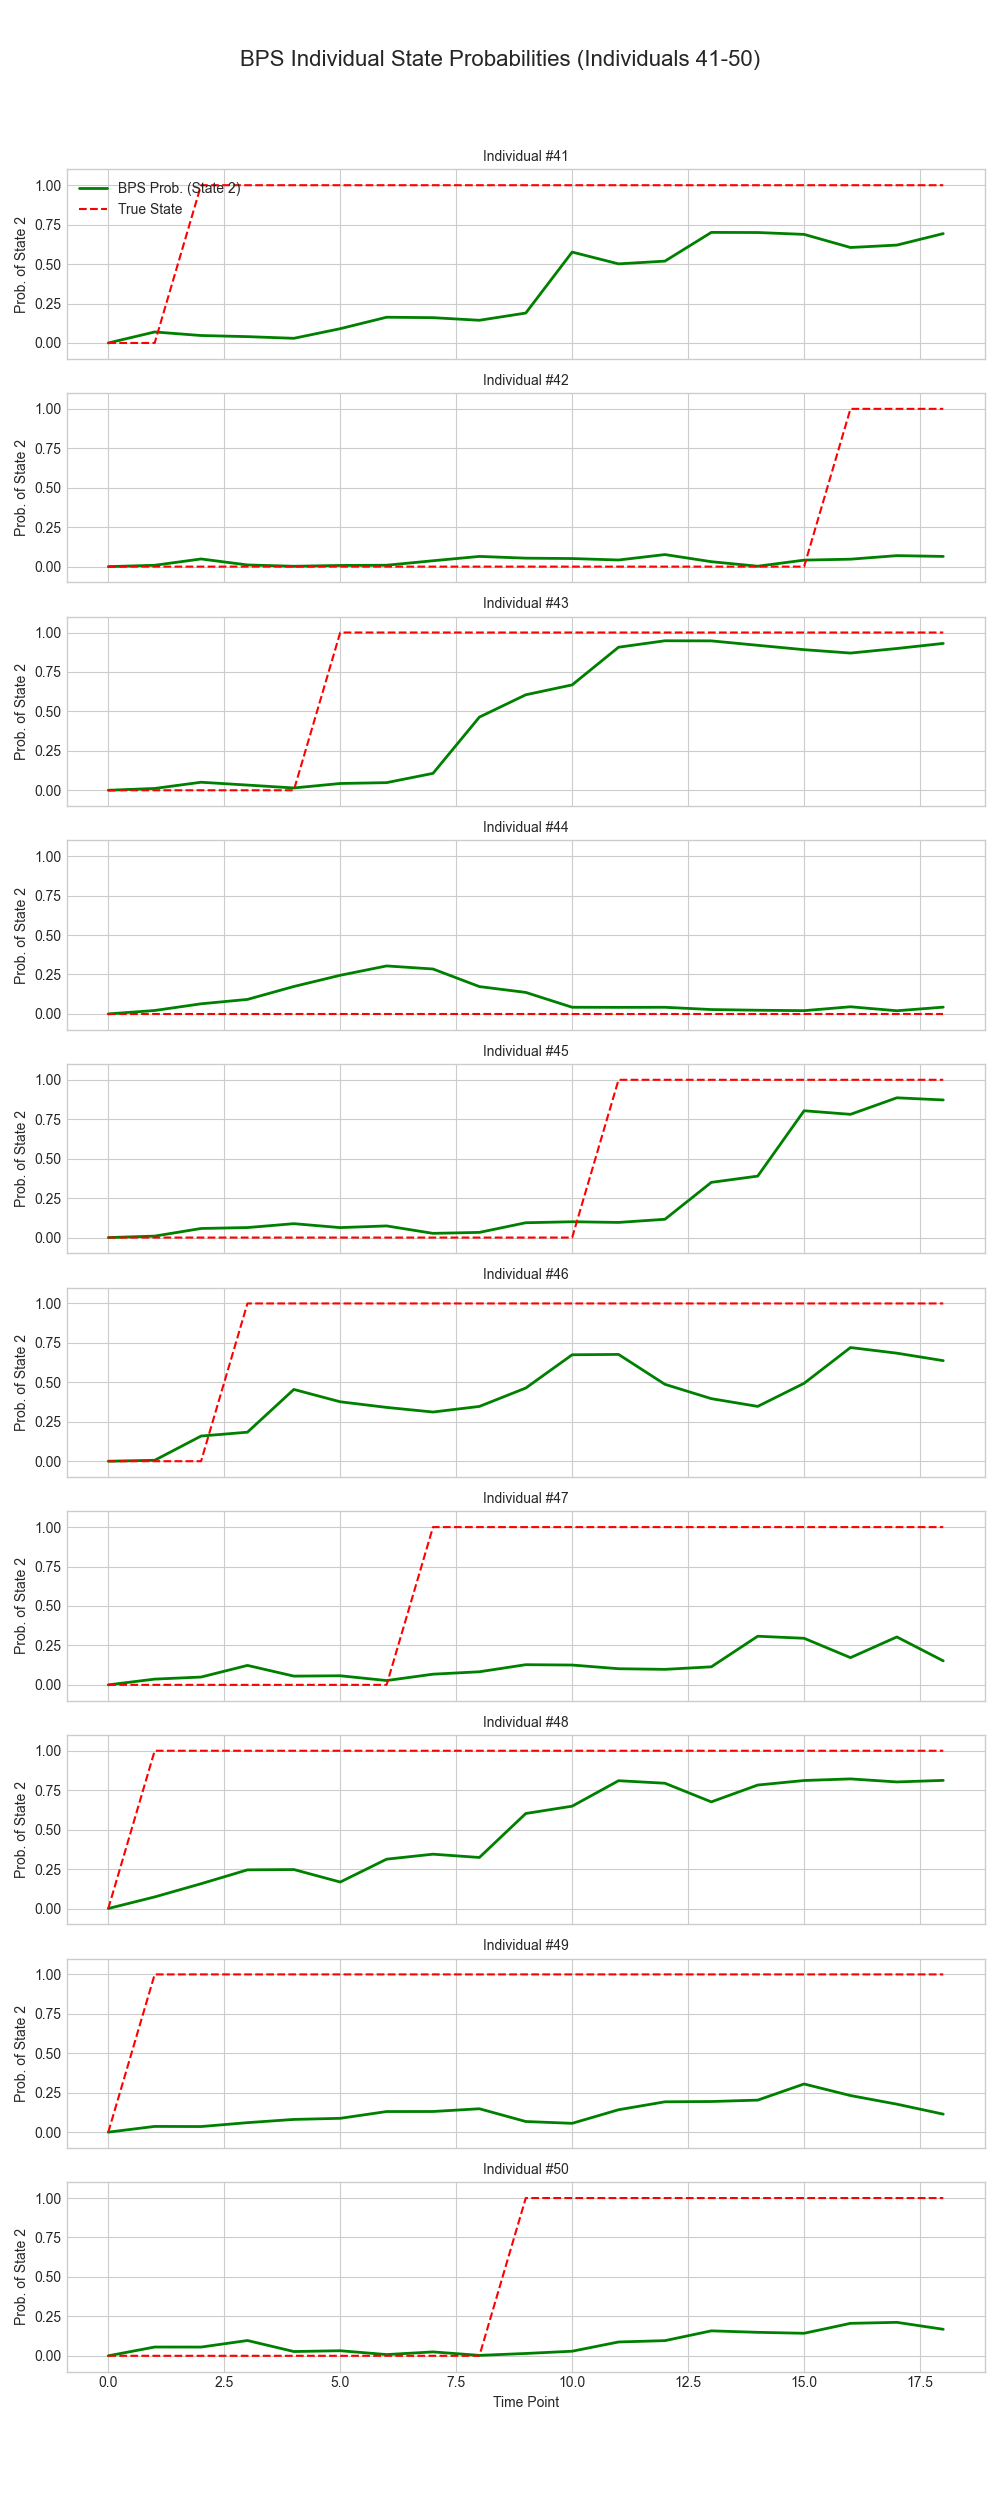 BPS Individual State Probabilities (Individuals 41-50)
Individual #41
BPS Prob. (State 2)
True State
1.00
0.75
0.50
0.25
0.00
Prob. of State 2
Individual #42
1.00
0.75
0.50
0.25
0.00
Prob. of State 2
Individual #43
1.00
0.75
0.50
0.25
0.00
Prob. of State 2
Individual #44
1.00
0.75
0.50
0.25
0.00
Prob. of State 2
Individual #45
1.00
0.75
0.50
0.25
0.00
Prob. of State 2
Individual #46
1.00
0.75
0.50
0.25
0.00
Prob. of State 2
Individual #47
1.00
0.75
0.50
0.25
0.00
Prob. of State 2
Individual #48
1.00
0.75
0.50
0.25
0.00
Prob. of State 2
Individual #49
1.00
0.75
0.50
0.25
0.00
Prob. of State 2
Individual #50
1.00
0.75
0.50
0.25
0.00
Prob. of State 2
0.0 2.5 5.0 7.5 10.0 12.5 15.0 17.5
Time Point